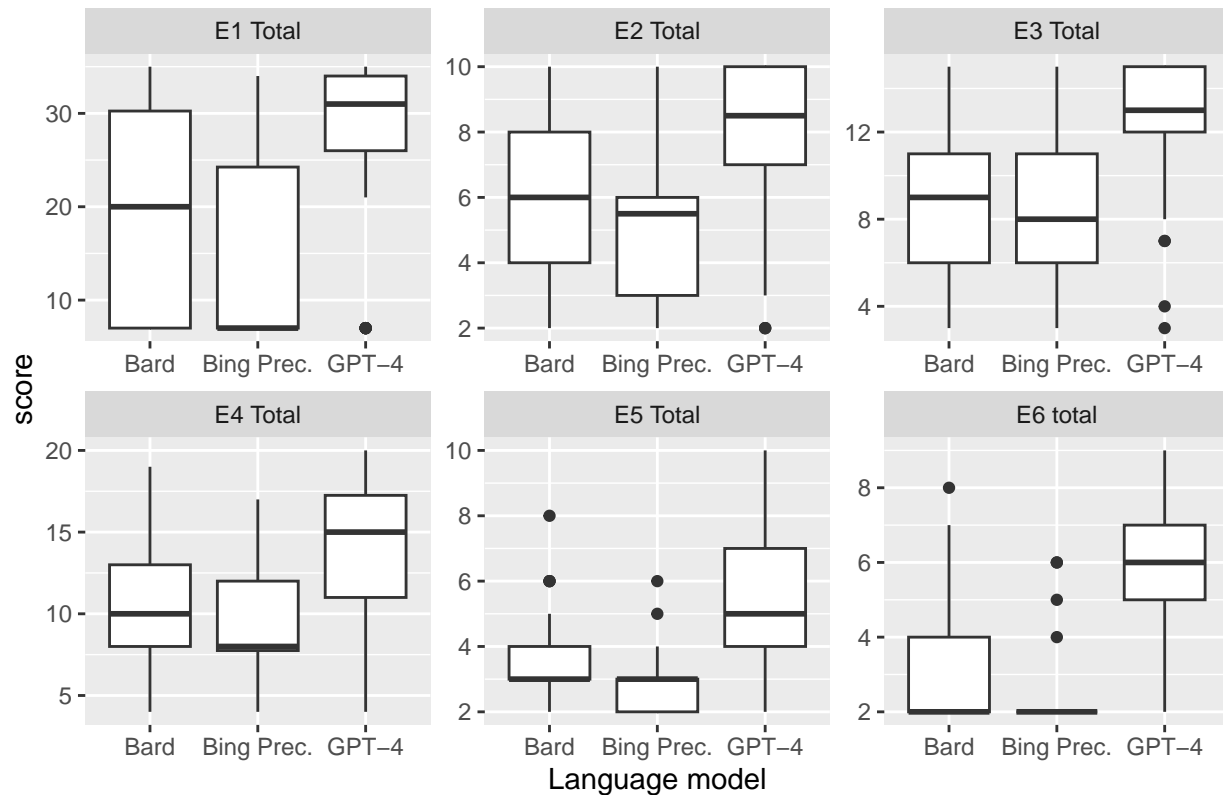 E1 Total
E2 Total
E3 Total
30
20
10
10
8
6
4
2
12
8
4
Bard
Bing Prec.
GPT−4
Bard
Bing Prec.
GPT−4
Bard
Bing Prec.
GPT−4
score
E4 Total
E5 Total
E6 total
20
15
10
5
10
8
6
4
2
8
6
4
2
Bard
Bing Prec.
GPT−4
Bard
Bing Prec.
GPT−4
Bard
Bing Prec.
GPT−4
Language model